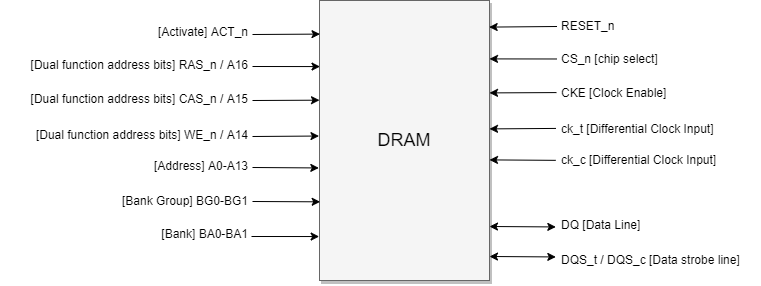 [Activate] ACT_n
[Dual function address bits] RAS_n / A16
[Dual function address bits] CAS_n / A15
[Dual function address bits] WE_n / A14
[Address] A0-A13
[Bank Group] BG0-BG1
[Bank] BA0-BA1
DRAM
RESET_n
CS_n [chip select]
CKE [Clock Enable]
ck_t [Differential Clock Input]
ck_c [Differential Clock Input]
DQ [Data Line]
DQS_t / DQS_c [Data strobe line]